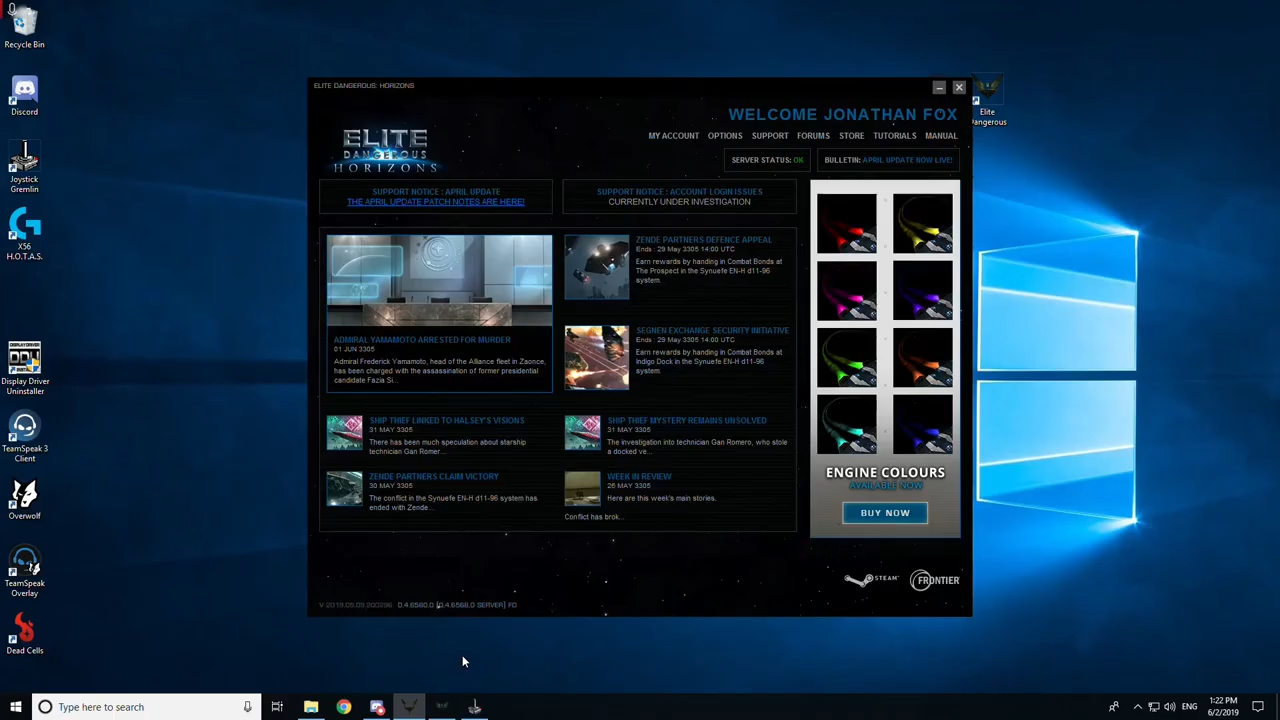 Recycle Bin
Discord
Joystick
Gremlin
X56
H.O.T.A.S.
Display Driver
Uninstaller
TeamSpeak 3
Client
Overwolf
TeamSpeak
Overlay
Dead Cells
Elite
Dangerous
ELITE DANGEROUS: HORIZONS
WELCOME JONATHAN FOX
ELITE
DANGEROUS
HORIZONS
MY ACCOUNT OPTIONS SUPPORT FORUMS STORE TUTORIALS MANUAL
SERVER STATUS: OK
BULLETIN: APRIL UPDATE NOW LIVE!
SUPPORT NOTICE : APRIL UPDATE
THE APRIL UPDATE PATCH NOTES ARE HERE!
SUPPORT NOTICE : ACCOUNT LOGIN ISSUES
CURRENTLY UNDER INVESTIGATION
ADMIRAL YAMAMOTO ARRESTED FOR MURDER
01 JUN 3305
Admiral Frederick Yamamoto, head of the Alliance fleet in Zaonce,
has been charged with the assassination of former presidential
candidate Fazia Si...
ZENDE PARTNERS DEFENCE APPEAL
Ends : 29 May 3305 14:00 UTC
Earn rewards by handing in Combat Bonds at
The Prospect in the Synuefe EN-H d11-96
system.
SEGNEN EXCHANGE SECURITY INITIATIVE
Ends : 29 May 3305 14:00 UTC
Earn rewards by handing in Combat Bonds at
Indigo Dock in the Synuefe EN-H d11-96
system.
SHIP THIEF LINKED TO HALSEY'S VISIONS
31 MAY 3305
There has been much speculation about starship
technician Gan Romer...
SHIP THIEF MYSTERY REMAINS UNSOLVED
31 MAY 3305
The investigation into technician Gan Romero, who stole
a docked ve...
ZENDE PARTNERS CLAIM VICTORY
30 MAY 3305
The conflict in the Synuefe EN-H d11-96 system has
ended with Zende...
WEEK IN REVIEW
26 MAY 3305
Here are this week's main stories.
Conflict has brok...
ENGINE COLOURS
AVAILABLE NOW
BUY NOW
STEAM
FRONTIER
0.4.6560.0 [0.4.6566.0 SERVER] FD
Type here to search
ENG
1:22 PM
6/2/2019